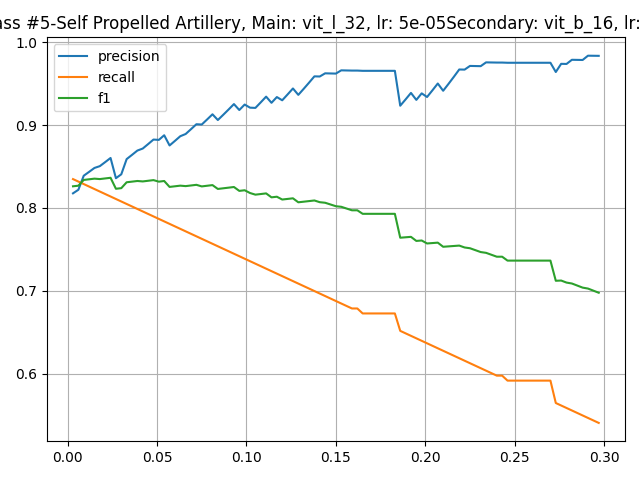 ass #5-Self Propelled Artillery, Main: vit_l_32, lr: 5e-05Secondary: vit_b_16, lr:
precision
recall
f1
1.0
0.9
0.8
0.7
0.6
0.00 0.05 0.10 0.15 0.20 0.25 0.30